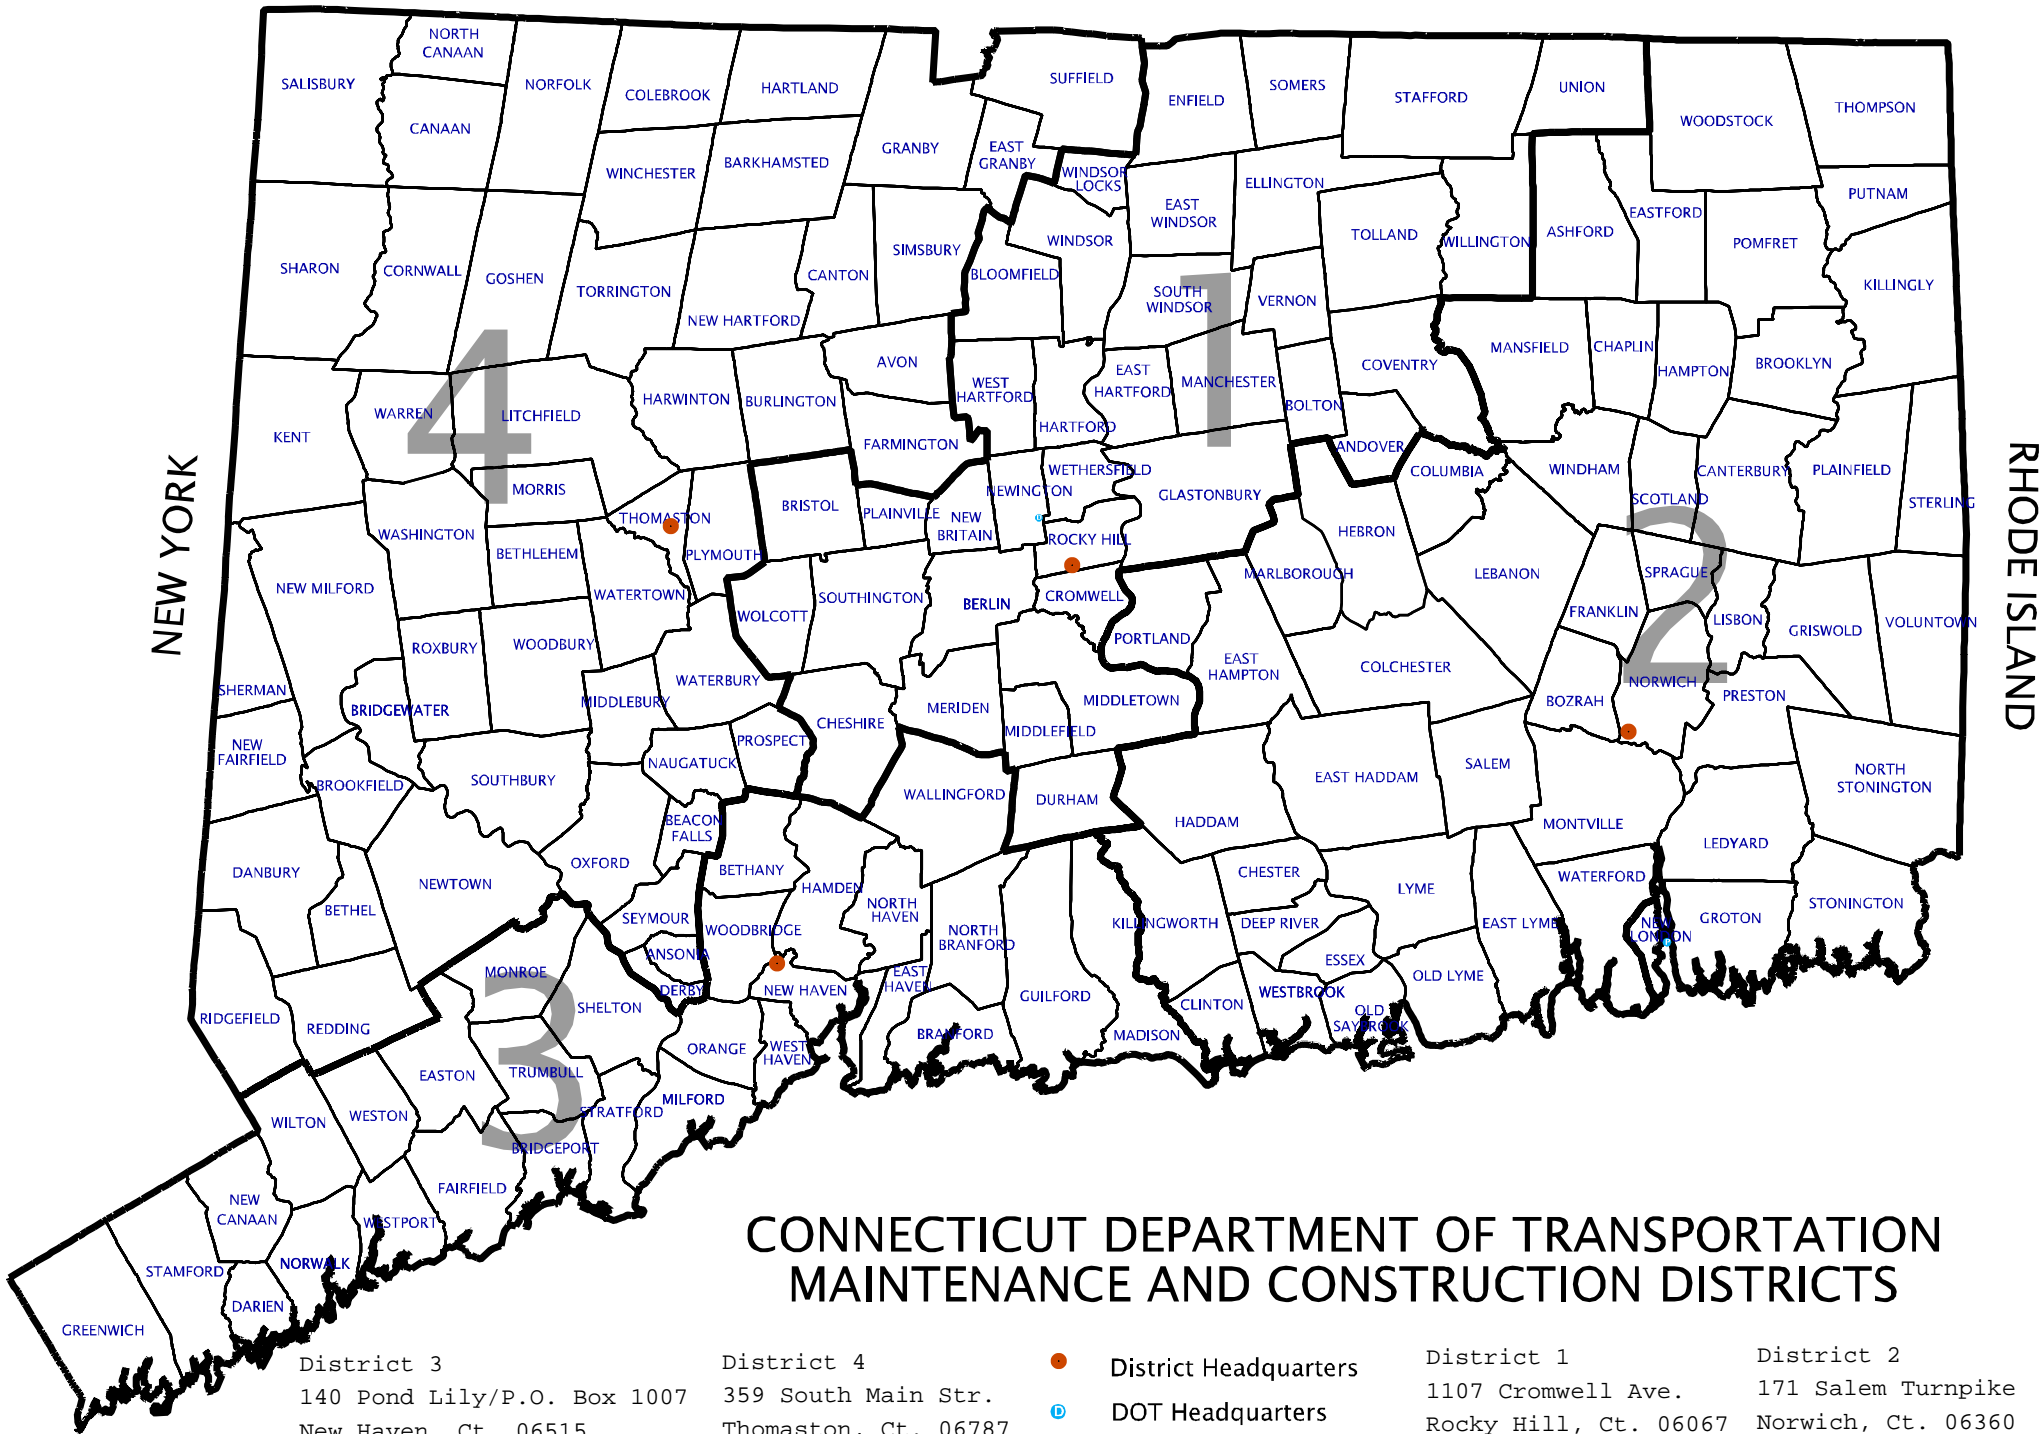 NORTH
CANAAN
SALISBURY
NORFOLK
COLEBROOK
HARTLAND
SUFFIELD
ENFIELD
SOMERS
STAFFORD
UNION
WOODSTOCK
THOMPSON
CANAAN
WINCHESTER
BARKHAMSTED
GRANBY
EAST
GRANBY
WINDSOR
LOCKS
ELLINGTON
EAST
WINDSOR
PUTNAM
EASTFORD
POMFRET
SHARON
CORNWALL
GOSHEN
TORRINGTON
NEW HARTFORD
CANTON
SIMSBURY
BLOOMFIELD
WINDSOR
SOUTH
WINDSOR
VERNON
TOLLAND
WILLINGTON
ASHFORD
KILLINGLY
4
1
AVON
WEST
HARTFORD
EAST
HARTFORD
MANCHESTER
COVENTRY
MANSFIELD
CHAPLIN
HAMPTON
BROOKLYN
KENT
WARREN
LITCHFIELD
HARWINTON
BURLINGTON
FARMINGTON
HARTFORD
BOLTON
ANDOVER
COLUMBIA
WINDHAM
SCOTLAND
CANTERBURY
PLAINFIELD
STERLING
NEW YORK
RHODE ISLAND
MORRIS
WASHINGTON
THOMASTON
BRISTOL
PLAINVILLE
NEW
BRITAIN
NEWINGTON
WETHERSFIELD
GLASTONBURY
D
ROCKY HILL
HEBRON
BETHLEHEM
PLYMOUTH
NEW MILFORD
WATERTOWN
WOLCOTT
SOUTHINGTON
BERLIN
CROMWELL
MARLBOROUGH
LEBANON
2
SPRAGUE
FRANKLIN
LISBON
GRISWOLD
VOLUNTOWN
ROXBURY
WOODBURY
PORTLAND
EAST
HAMPTON
COLCHESTER
SHERMAN
BRIDGEWATER
MIDDLEBURY
WATERBURY
CHESHIRE
MERIDEN
MIDDLEFIELD
MIDDLETOWN
BOZRAH
NORWICH
PRESTON
NEW
FAIRFIELD
BROOKFIELD
SOUTHBURY
NAUGATUCK
PROSPECT
WALLINGFORD
DURHAM
HADDAM
EAST HADDAM
SALEM
MONTVILLE
NORTH
STONINGTON
DANBURY
BETHEL
NEWTOWN
OXFORD
BEACON
FALLS
BETHANY
HAMDEN
NORTH
HAVEN
CHESTER
LYME
WATERFORD
LEDYARD
SEYMOUR
WOODBRIDGE
NORTH
BRANFORD
KILLINGWORTH
DEEP RIVER
EAST LYME
NEW
LONDON
D
GROTON
STONINGTON
3
ANSONIA
DERBY
MONROE
SHELTON
NEW HAVEN
EAST
HAVEN
GUILFORD
ESSEX
OLD LYME
WESTBROOK
CLINTON
OLD
SAYBROOK
RIDGEFIELD
REDDING
ORANGE
WEST
HAVEN
BRANFORD
MADISON
EASTON
TRUMBULL
STRATFORD
MILFORD
WILTON
WESTON
BRIDGEPORT
FAIRFIELD
NEW
CANAAN
WESTPORT
STAMFORD
NORWALK
DARIEN
GREENWICH
CONNECTICUT DEPARTMENT OF TRANSPORTATION
MAINTENANCE AND CONSTRUCTION DISTRICTS
District 3
140 Pond Lily/P.O. Box 1007
New Haven, Ct. 06515
District 4
359 South Main Str.
Thomaston, Ct. 06787
District Headquarters
D
DOT Headquarters
District 1
1107 Cromwell Ave.
Rocky Hill, Ct. 06067
District 2
171 Salem Turnpike
Norwich, Ct. 06360